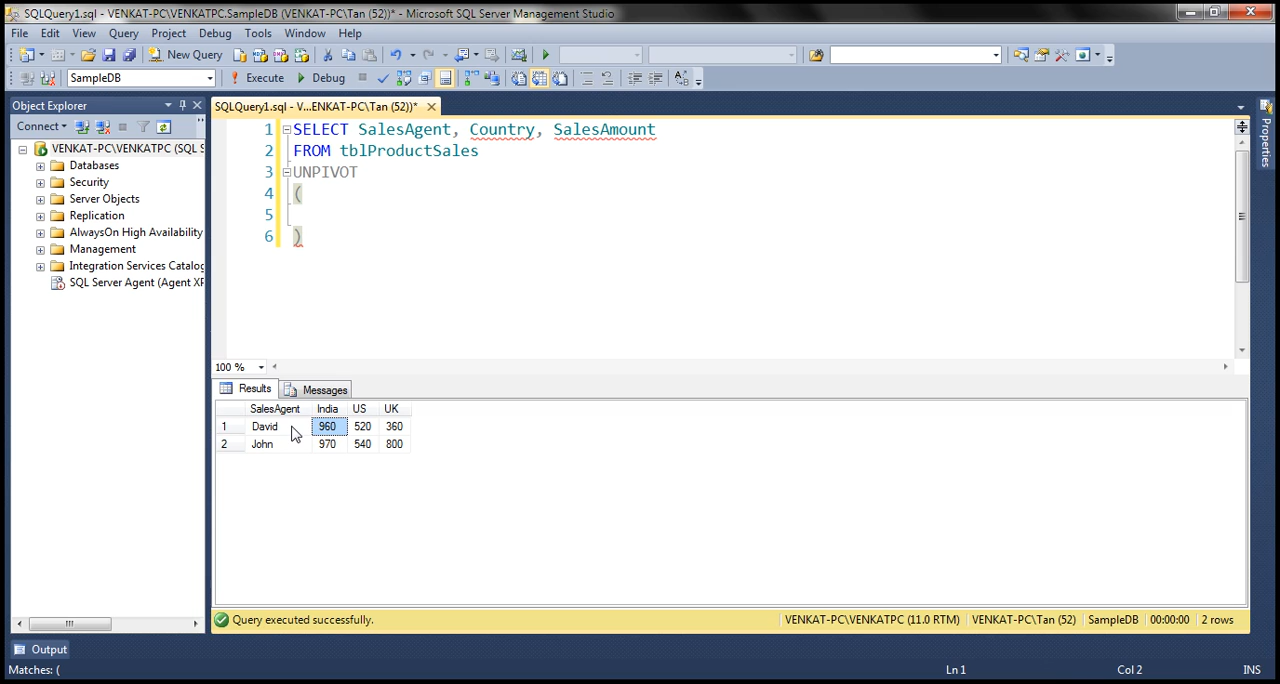 SQLQuery1.sql - VENKAT-PC\VENKATPC.SampleDB (VENKAT-PC\Tan (52))* - Microsoft SQL Server Management Studio
File Edit View Query Project Debug Tools Window Help
New Query
SampleDB Execute Debug
Object Explorer
SQLQuery1.sql - V...ENKAT-PC\Tan (52))*
Connect
VENKAT-PC\VENKATPC (SQL S
Databases
Security
Server Objects
Replication
AlwaysOn High Availability
Management
Integration Services Catalog
SQL Server Agent (Agent XP
1 SELECT SalesAgent, Country, SalesAmount
2 FROM tblProductSales
3 UNPIVOT
4 (
5
6 )
Properties
100 %
Results Messages
SalesAgent India US UK
1 David 960 520 360
2 John 970 540 800
Query executed successfully. VENKAT-PC\VENKATPC (11.0 RTM) VENKAT-PC\Tan (52) SampleDB 00:00:00 2 rows
Output
Matches: ( Ln 1 Col 2 INS